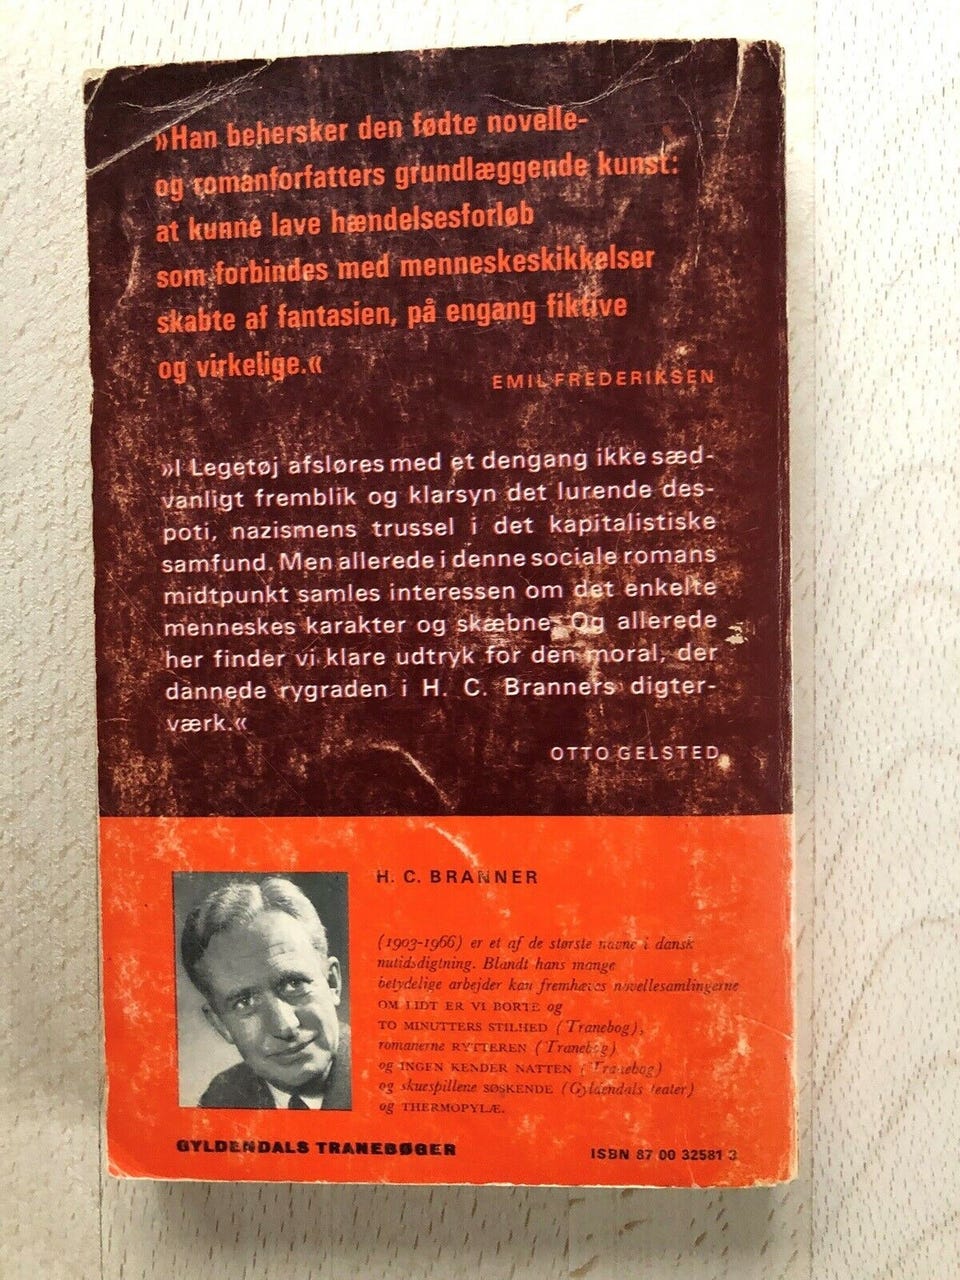 »Han behersker den fødte novelle-
og romanforfatters grundlæggende kunst:
at kunne lave hændelsesforløb
som forbindes med menneskeskikkelser
skabte af fantasien, på engang fiktive
og virkelige.«
EMIL FREDERIKSEN
»I Legetøj afsløres med et dengang ikke sæd-
vanligt fremblik og klarsyn det lurende des-
poti, nazismens trussel i det kapitalistiske
samfund. Men allerede i denne sociale romans
midtpunkt samles interessen om det enkelte
menneskes karakter og skæbne. Og allerede
her finder vi klare udtryk for den moral, der
dannede rygraden i H. C. Branners digter-
værk.«
OTTO GELSTED
H. C. BRANNER
(1903-1966) er et af de største navne i dansk
nutidsdigtning. Blandt hans mange
betydelige arbejder kan fremhæves novellesamlingerne
OM LIDT ER VI BORTE og
TO MINUTTERS STILHED (Tranebog),
romanerne RYTTEREN (Tranebog)
og INGEN KENDER NATTEN (Tranebog)
og skuespillene SØSKENDE (Gyldendals teater)
og THERMOPYLÆ.
GYLDENDALS TRANEBØGER
ISBN 87 00 32581 3